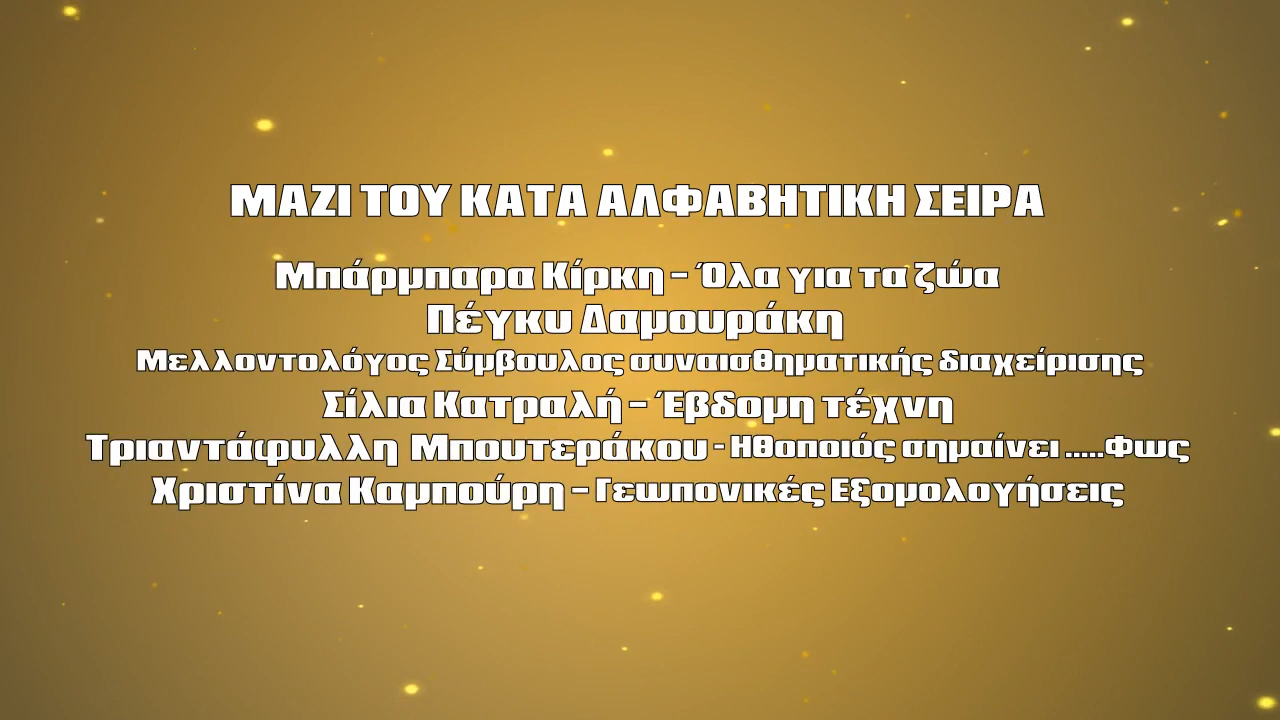 ΜΑΖΙ ΤΟΥ ΚΑΤΑ ΑΛΦΑΒΗΤΙΚΗ ΣΕΙΡΑ
Μπάρμπαρα Κίρκη - Όλα για τα ζώα
Πέγκυ Δαμουράκη
Μελλοντολόγος Σύμβουλος συναισθηματικής διαχείρισης
Σίλια Κατραλή - Έβδομη τέχνη
Τριαντάφυλλη Μπουτεράκου - Ηθοποιός σημαίνει .....Φως
Χριστίνα Καμπούρη - Γεωπονικές Εξομολογήσεις